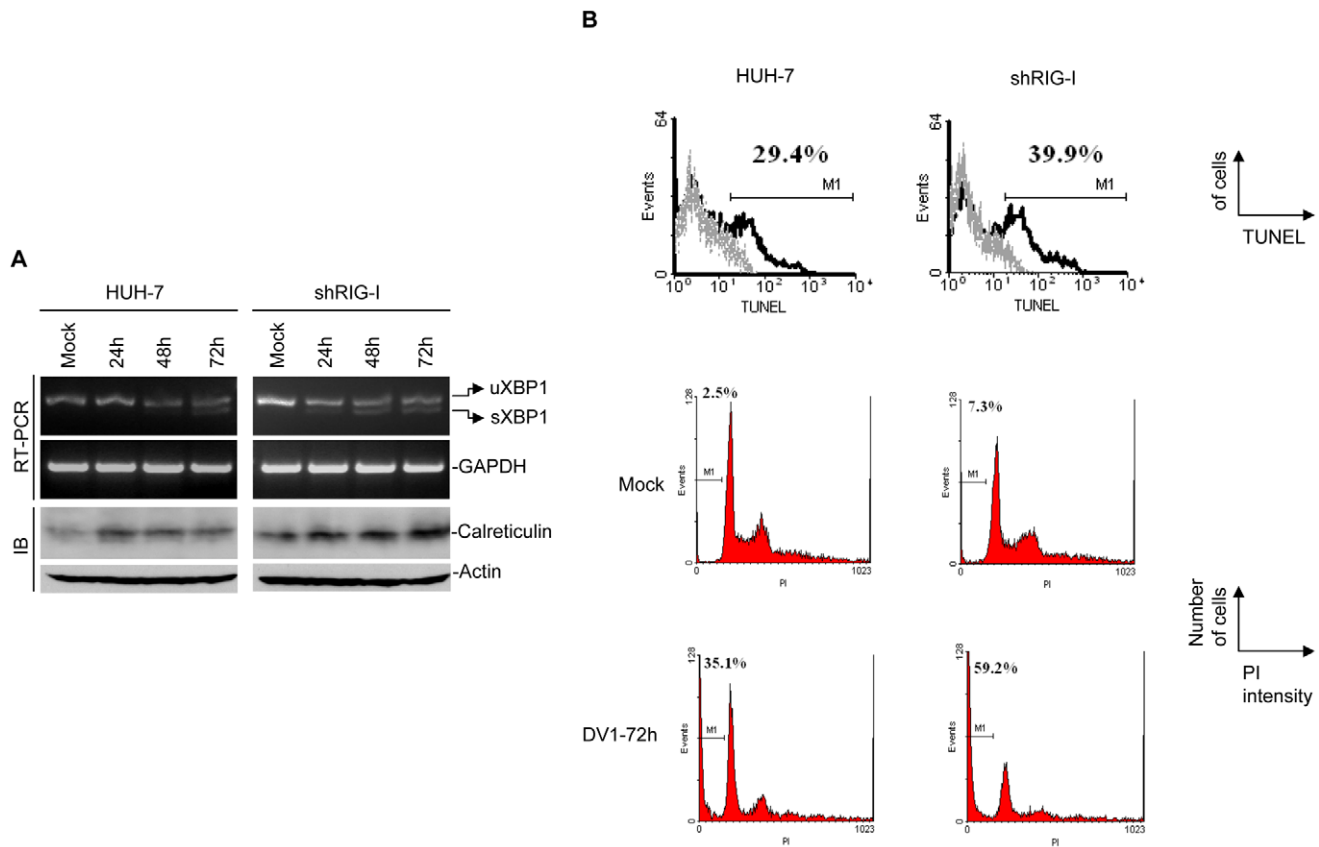 A
HUH-7 shRIG-I
Mock 24h 48h 72h Mock 24h 48h 72h
RT-PCR
uXBP1
sXBP1
-GAPDH
IB
-Calreticulin
-Actin
B
HUH-7 shRIG-I
64
29.4%
M1
Events
0
10⁰ 10¹ 10² 10³ 10⁴
TUNEL
64
39.9%
M1
Events
0
10⁰ 10¹ 10² 10³ 10⁴
TUNEL
of cells
TUNEL
Mock
128
2.5%
M1
Events
0
0 1023
PI
128
7.3%
M1
Events
0
0 1023
PI
DV1-72h
128
35.1%
M1
Events
0
0 1023
PI
128
59.2%
M1
Events
0
0 1023
PI
Number
of cells
PI
intensity